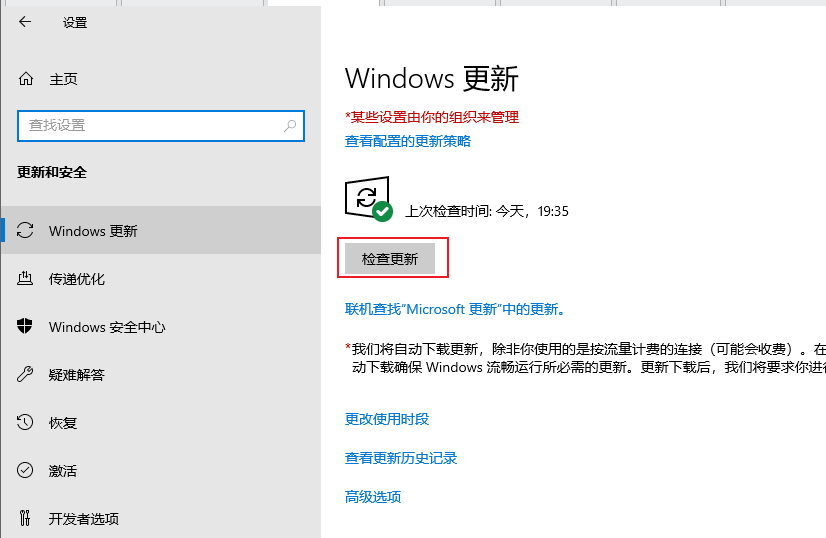 设置
主页
查找设置
更新和安全
Windows 更新
传递优化
Windows 安全中心
疑难解答
恢复
激活
开发者选项
Windows 更新
*某些设置由你的组织来管理
查看配置的更新策略
上次检查时间: 今天，19:35
检查更新
联机查找"Microsoft 更新"中的更新。
*我们将自动下载更新，除非你使用的是按流量计费的连接（可能会收费）。在
动下载确保 Windows 流畅运行所必需的更新。更新下载后，我们将要求你进行
更改使用时段
查看更新历史记录
高级选项